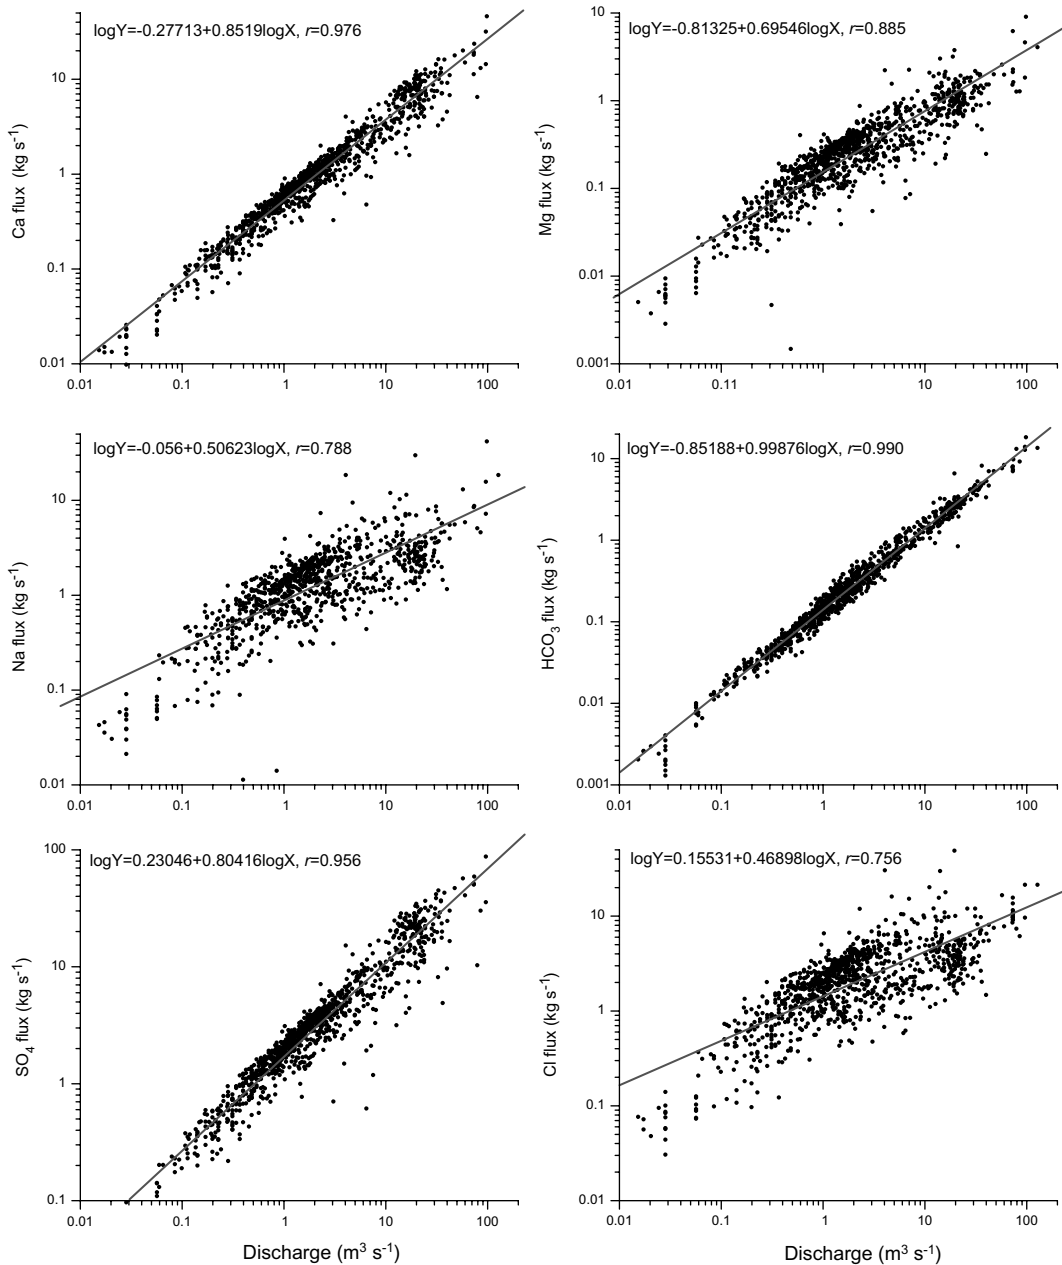 logY=-0.27713+0.8519logX, r=0.976
10
1
0.1
0.01
Ca flux (kg s⁻¹)
0.01 0.1 1 10 100
logY=-0.81325+0.69546logX, r=0.885
10
1
0.1
0.01
0.001
Mg flux (kg s⁻¹)
0.01 0.11 10 100
logY=-0.056+0.50623logX, r=0.788
10
1
0.1
0.01
Na flux (kg s⁻¹)
0.01 0.1 1 10 100
logY=-0.85188+0.99876logX, r=0.990
10
1
0.1
0.01
0.001
HCO₃ flux (kg s⁻¹)
0.01 0.1 1 10 100
logY=0.23046+0.80416logX, r=0.956
100
10
1
0.1
SO₄ flux (kg s⁻¹)
0.01 0.1 1 10 100
Discharge (m³ s⁻¹)
logY=0.15531+0.46898logX, r=0.756
10
1
0.1
0.01
Cl flux (kg s⁻¹)
0.01 0.1 1 10 100
Discharge (m³ s⁻¹)